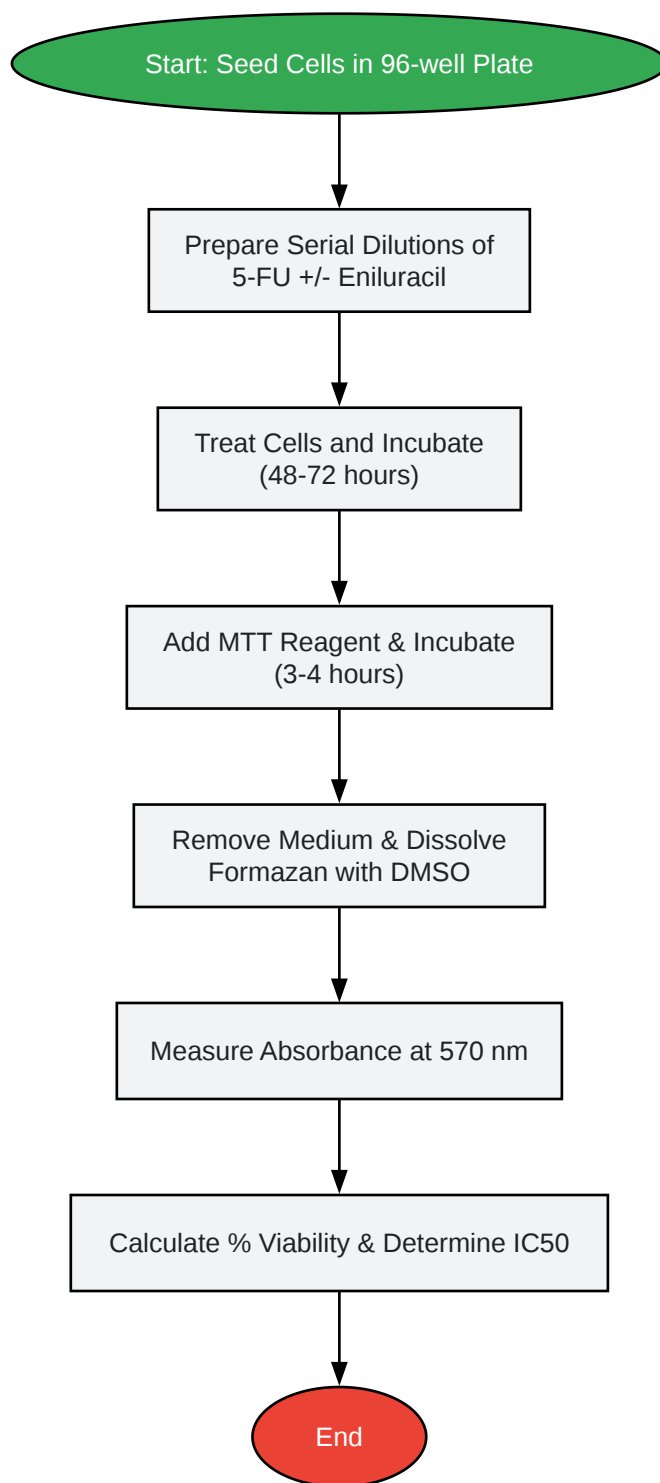 Start: Seed Cells in 96-well Plate
Prepare Serial Dilutions of
5-FU +/- Eniluracil
Treat Cells and Incubate
(48-72 hours)
Add MTT Reagent & Incubate
(3-4 hours)
Remove Medium & Dissolve
Formazan with DMSO
Measure Absorbance at 570 nm
Calculate % Viability & Determine IC50
End